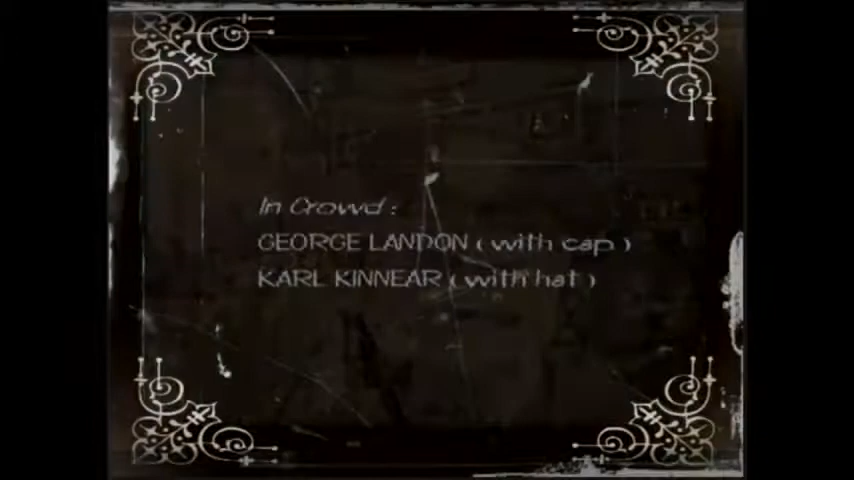 In Crowd :
GEORGE LANDON ( with cap )
KARL KINNEAR ( with hat )